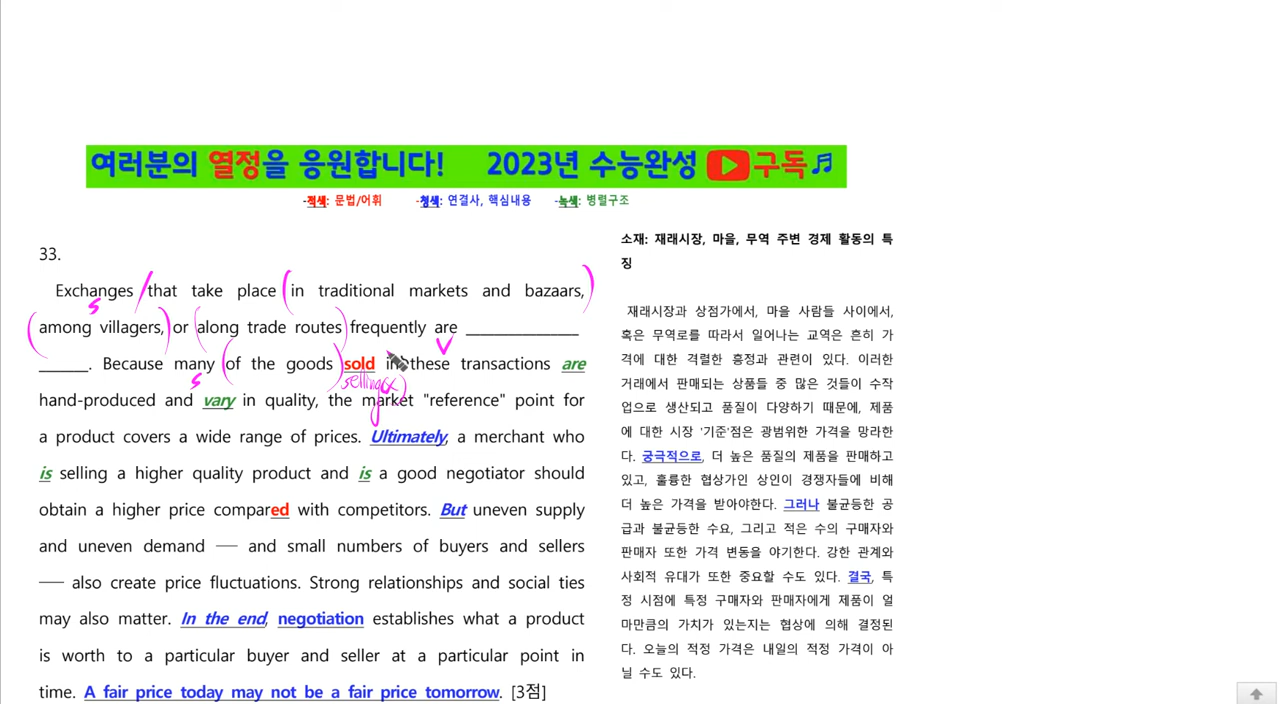 여러분의 열정을 응원합니다! 2023년 수능완성 구독
-적색: 문법/어휘 -청색: 연결사, 핵심내용 -녹색: 병렬구조
33.
Exchanges that take place in traditional markets and bazaars,
s
among villagers, or along trade routes frequently are _______________
v
______. Because many of the goods sold in these transactions are
s selling(x)
hand-produced and vary in quality, the market "reference" point for
a product covers a wide range of prices. Ultimately, a merchant who
is selling a higher quality product and is a good negotiator should
obtain a higher price compared with competitors. But uneven supply
and uneven demand ― and small numbers of buyers and sellers
― also create price fluctuations. Strong relationships and social ties
may also matter. In the end, negotiation establishes what a product
is worth to a particular buyer and seller at a particular point in
time. A fair price today may not be a fair price tomorrow. [3점]
소재: 재래시장, 마을, 무역 주변 경제 활동의 특
징
재래시장과 상점가에서, 마을 사람들 사이에서,
혹은 무역로를 따라서 일어나는 교역은 흔히 가
격에 대한 격렬한 흥정과 관련이 있다. 이러한
거래에서 판매되는 상품들 중 많은 것들이 수작
업으로 생산되고 품질이 다양하기 때문에, 제품
에 대한 시장 '기준'점은 광범위한 가격을 망라한
다. 궁극적으로, 더 높은 품질의 제품을 판매하고
있고, 훌륭한 협상가인 상인이 경쟁자들에 비해
더 높은 가격을 받아야한다. 그러나 불균등한 공
급과 불균등한 수요, 그리고 적은 수의 구매자와
판매자 또한 가격 변동을 야기한다. 강한 관계와
사회적 유대가 또한 중요할 수도 있다. 결국, 특
정 시점에 특정 구매자와 판매자에게 제품이 얼
마만큼의 가치가 있는지는 협상에 의해 결정된
다. 오늘의 적정 가격은 내일의 적정 가격이 아
닐 수도 있다.